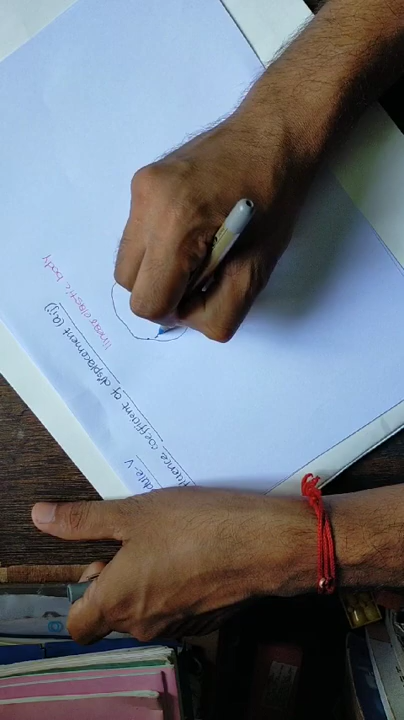 Influence coefficient of displacement (aij)
linear elastic body